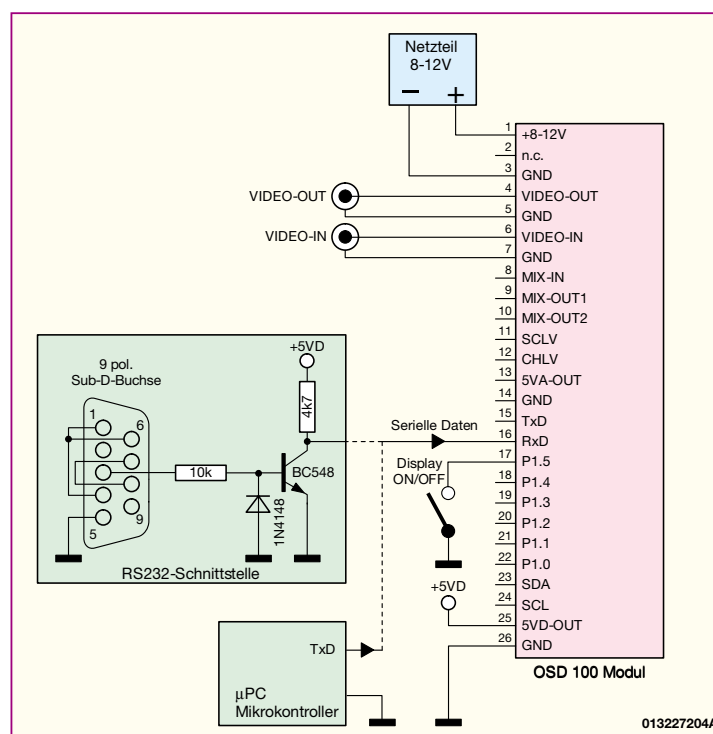 Netzteil
8-12V
− +
VIDEO-OUT
VIDEO-IN
1 +8-12V
2 n.c.
3 GND
4 VIDEO-OUT
5 GND
6 VIDEO-IN
7 GND
8 MIX-IN
9 MIX-OUT1
10 MIX-OUT2
11 SCLV
12 CHLV
13 5VA-OUT
14 GND
15 TxD
16 RxD
17 P1.5
18 P1.4
19 P1.3
20 P1.2
21 P1.1
22 P1.0
23 SDA
24 SCL
25 5VD-OUT
26 GND
OSD 100 Modul
9 pol.
Sub-D-Buchse
1
6
5
9
10k
+5VD
4k7
BC548
1N4148
RS232-Schnittstelle
Serielle Daten
Display
ON/OFF
+5VD
TxD
µPC
Mikrokontroller
013227204A